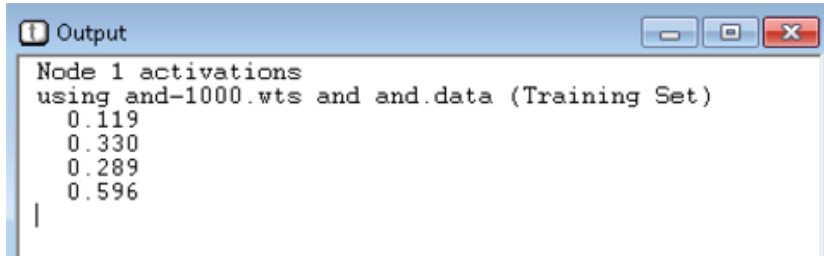 Output
Node 1 activations
using and-1000.wts and and.data (Training Set)
0.119
0.330
0.289
0.596